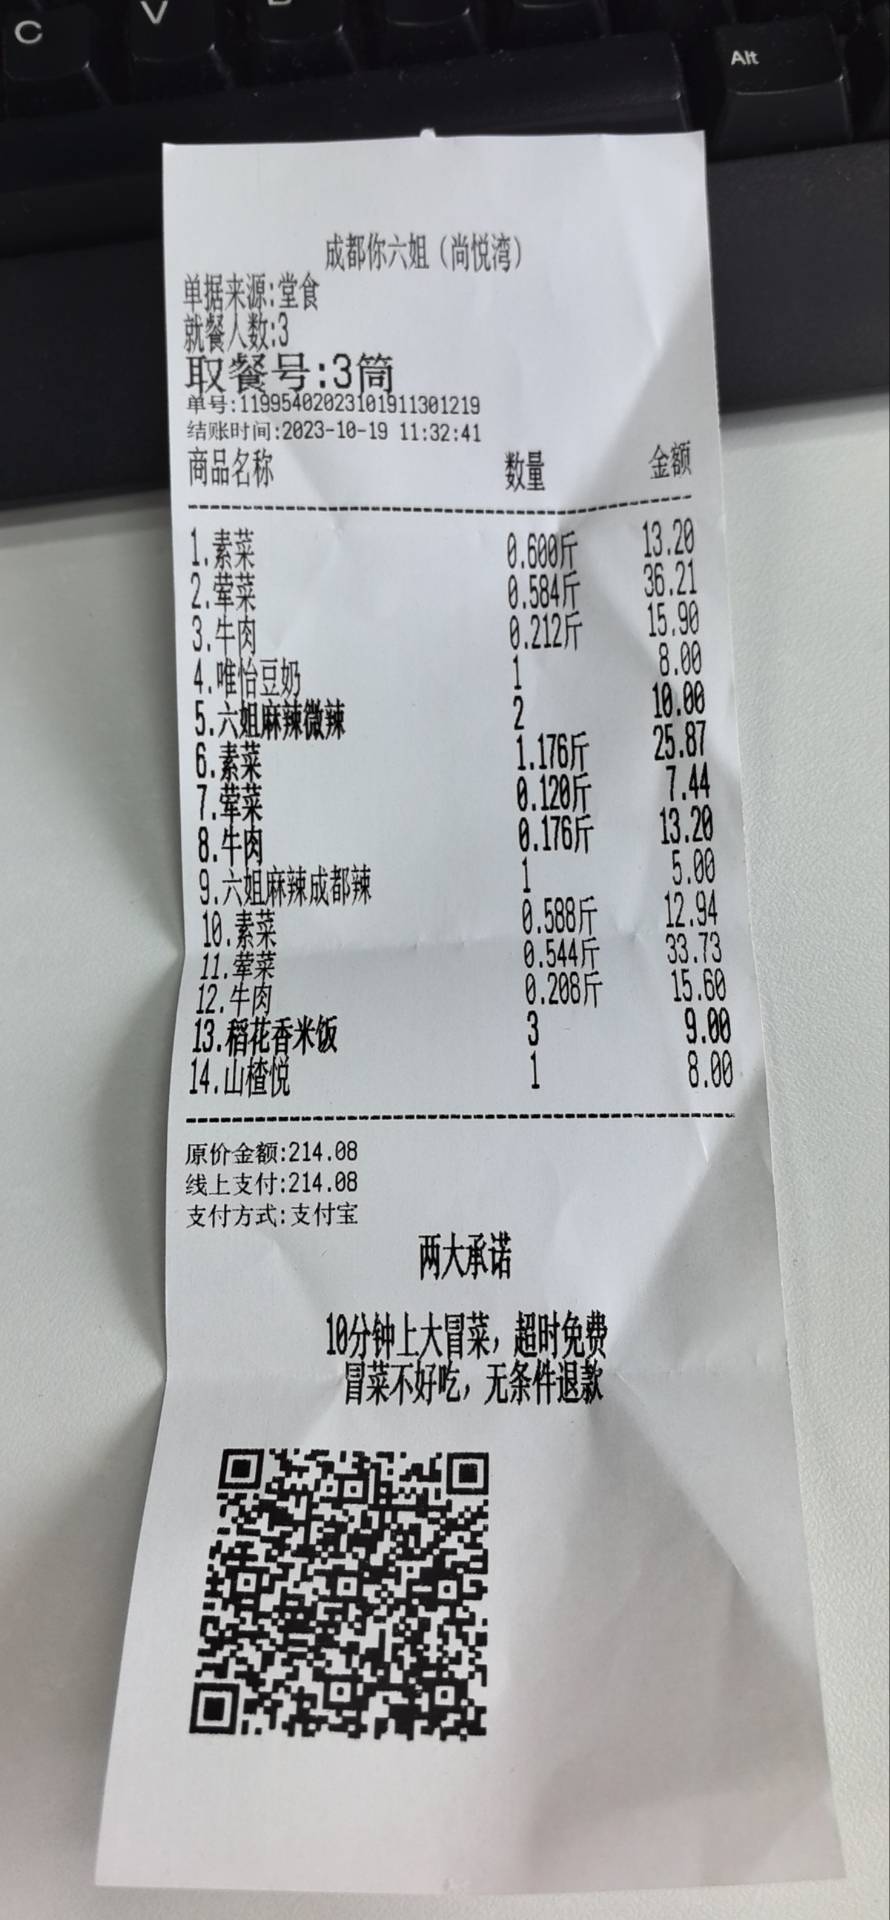 C
V
Alt
成都你六姐（尚悦湾）
单据来源:堂食
就餐人数:3
取餐号:3筒
单号:11995402023101911301219
结账时间:2023-10-19 11:32:41
商品名称 数量 金额
1.素菜 0.600斤 13.20
2.荤菜 0.584斤 36.21
3.牛肉 0.212斤 15.90
4.唯怡豆奶 1 8.00
5.六姐麻辣微辣 2 10.00
6.素菜 1.176斤 25.87
7.荤菜 0.120斤 7.44
8.牛肉 0.176斤 13.20
9.六姐麻辣成都辣 1 5.00
10.素菜 0.588斤 12.94
11.荤菜 0.544斤 33.73
12.牛肉 0.208斤 15.60
13.稻花香米饭 3 9.00
14.山楂悦 1 8.00
原价金额:214.08
线上支付:214.08
支付方式:支付宝
两大承诺
10分钟上大冒菜，超时免费
冒菜不好吃，无条件退款